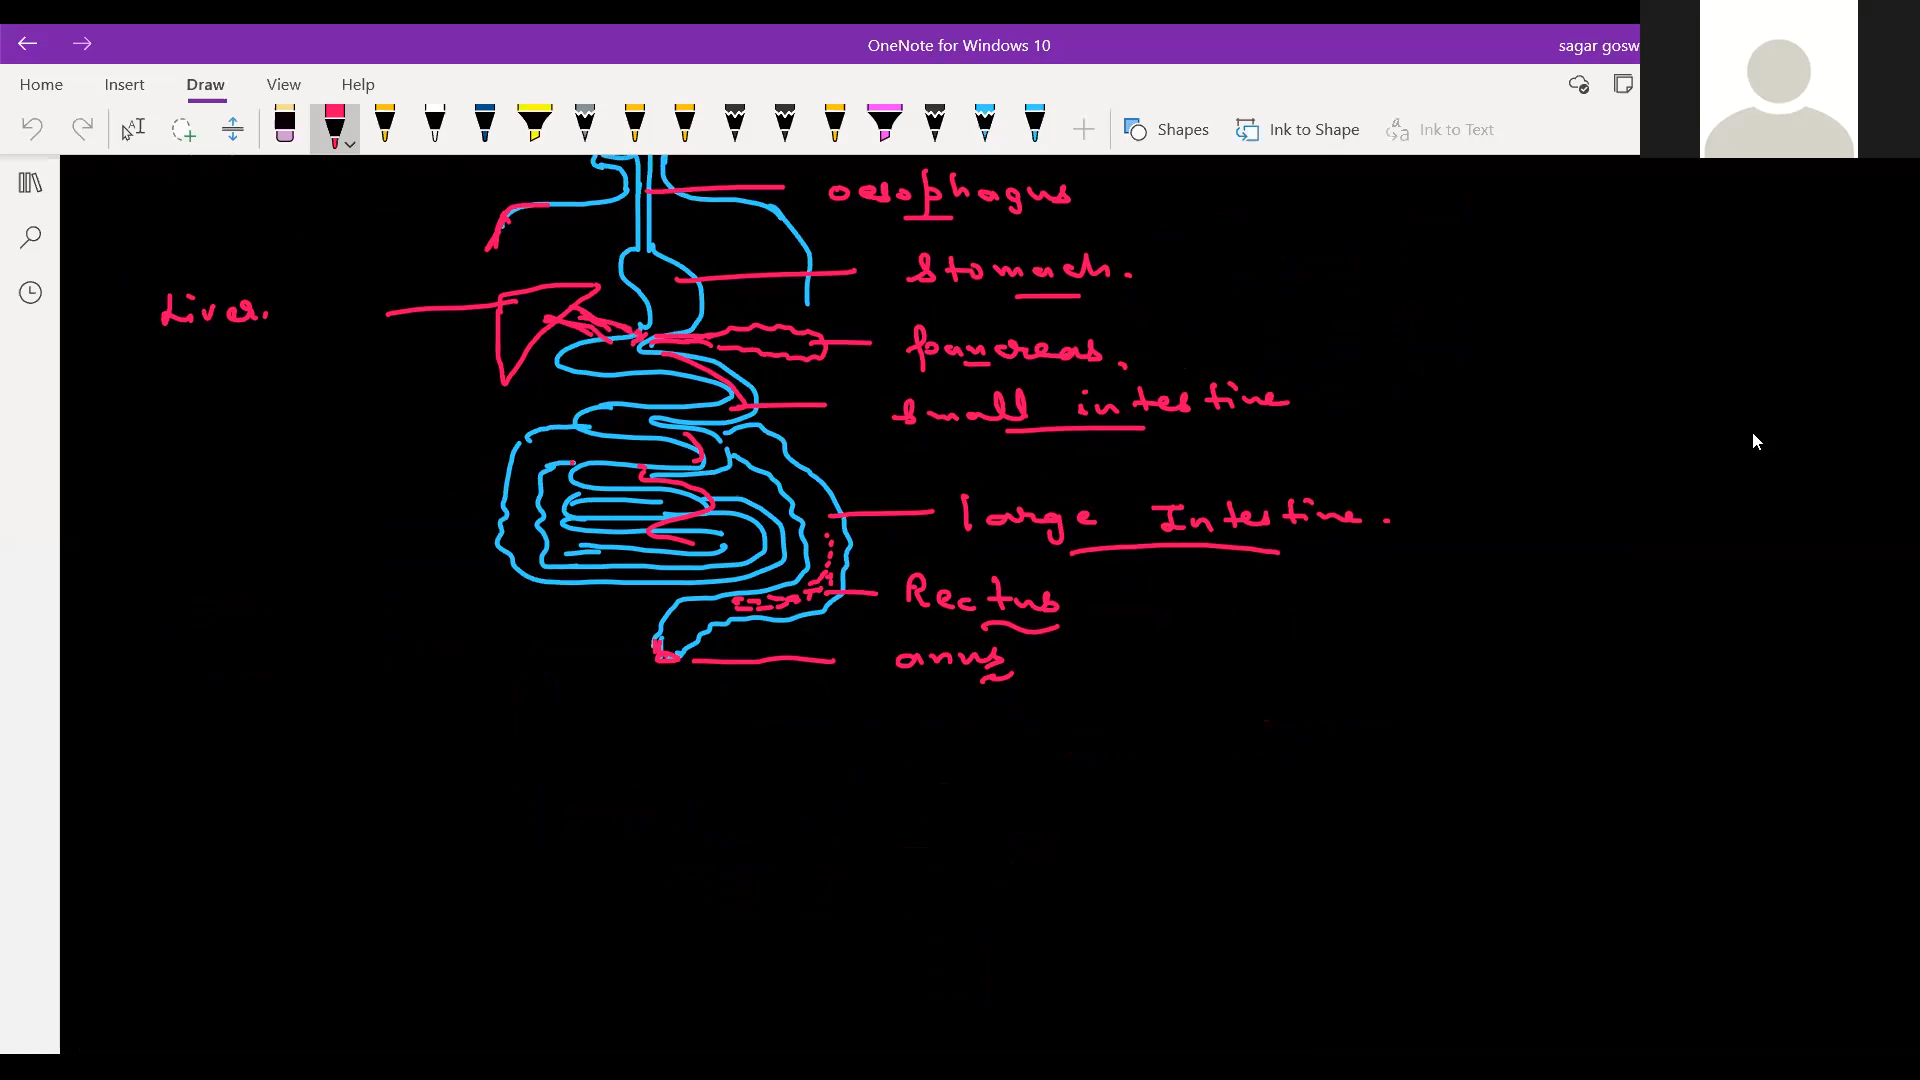 OneNote for Windows 10
sagar gosw
Home Insert Draw View Help
Shapes Ink to Shape Ink to Text
oesophagus
Stomach.
Liver.
pancreas.
Small intestine
large Intestine.
Rectus
anus